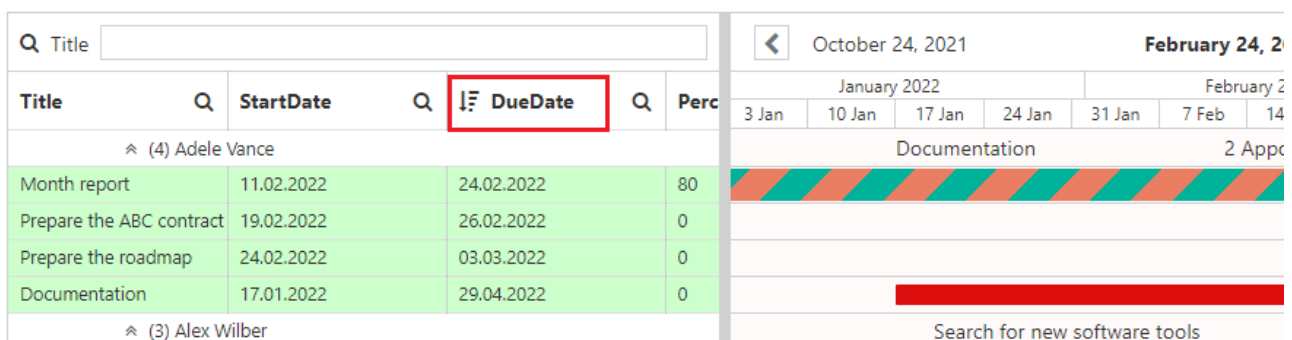 Title
October 24, 2021 February 24, 2
Title StartDate DueDate Perc
January 2022 February 2
3 Jan 10 Jan 17 Jan 24 Jan 31 Jan 7 Feb 14
(4) Adele Vance Documentation 2 Appo
Month report 11.02.2022 24.02.2022 80
Prepare the ABC contract 19.02.2022 26.02.2022 0
Prepare the roadmap 24.02.2022 03.03.2022 0
Documentation 17.01.2022 29.04.2022 0
(3) Alex Wilber Search for new software tools